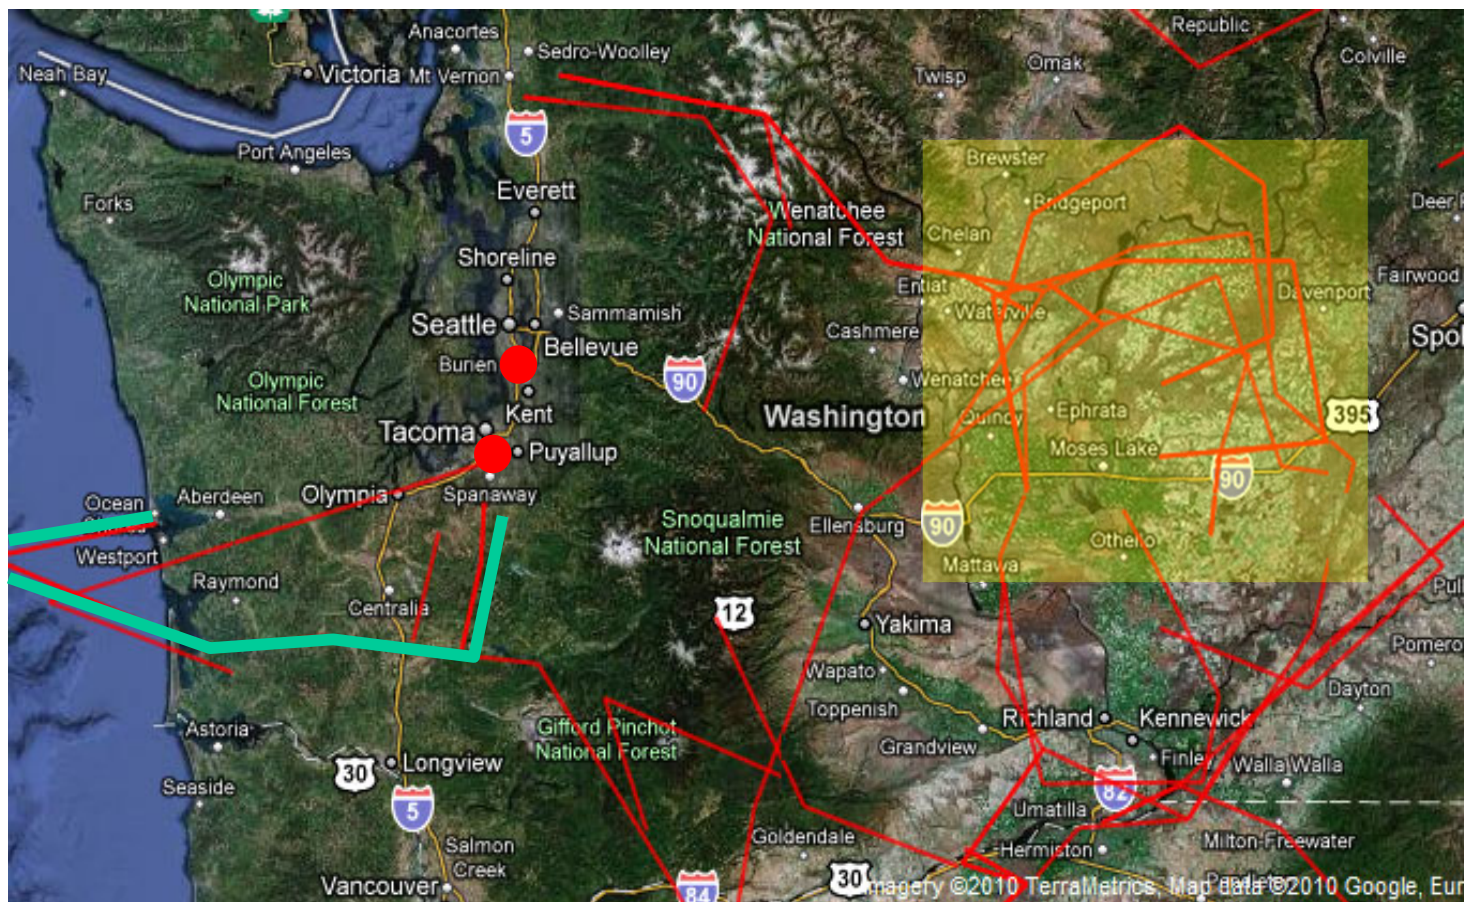 Republic
Anacortes
Sedro-Woolley
Colville
Neah Bay
Victoria
Mt Vernon
Twisp
Omak
5
Port Angeles
Brewster
Everett
Forks
Bridgeport
Deer
Wenatchee
National Forest
Chelan
Shoreline
Olympic
National Park
Fairwood
Entiat
Davenport
Seattle
Sammamish
Waterville
Cashmere
Bellevue
Burien
90
Olympic
National Forest
Wenatchee
Kent
Washington
Quincy
Ephrata
395
Tacoma
Puyallup
Moses Lake
90
Olympia
Spanaway
Ocean
Aberdeen
Snoqualmie
National Forest
Ellensburg
90
Westport
Othello
Mattawa
Raymond
Centralia
12
Yakima
Pomeroy
Wapato
Toppenish
Dayton
Richland
Kennewick
Astoria
Gifford Pinchot
National Forest
Grandview
Finley
Walla Walla
30
Longview
Seaside
5
82
Umatilla
Goldendale
Milton-Freewater
Salmon
Creek
Hermiston
Vancouver
84
30
Imagery ©2010 TerraMetrics, Map data ©2010 Google, Eur